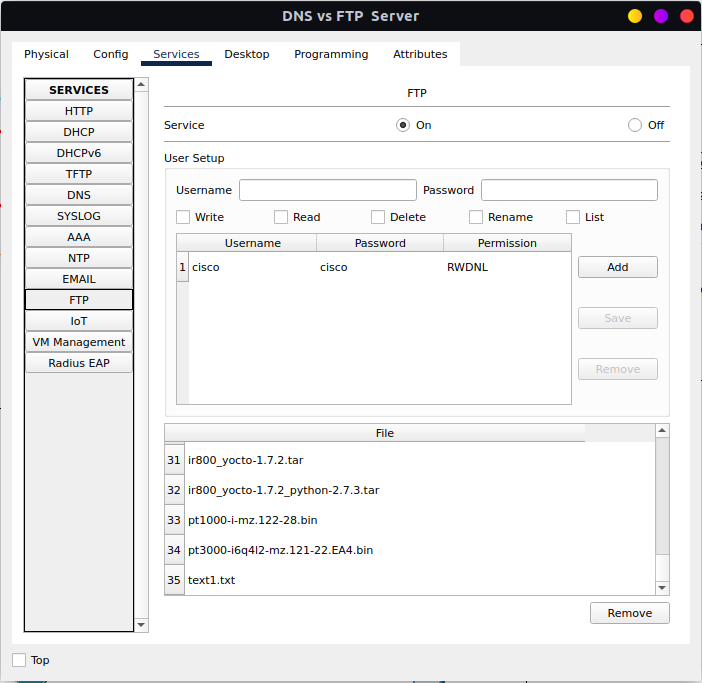 DNS vs FTP Server
Physical Config Services Desktop Programming Attributes
SERVICES
HTTP
DHCP
DHCPv6
TFTP
DNS
SYSLOG
AAA
NTP
EMAIL
FTP
IoT
VM Management
Radius EAP
FTP
Service On Off
User Setup
Username Password
Write Read Delete Rename List
Username Password Permission
1 cisco cisco RWDNL
Add
Save
Remove
File
31 ir800_yocto-1.7.2.tar
32 ir800_yocto-1.7.2_python-2.7.3.tar
33 pt1000-i-mz.122-28.bin
34 pt3000-i6q4l2-mz.121-22.EA4.bin
35 text1.txt
Remove
Top